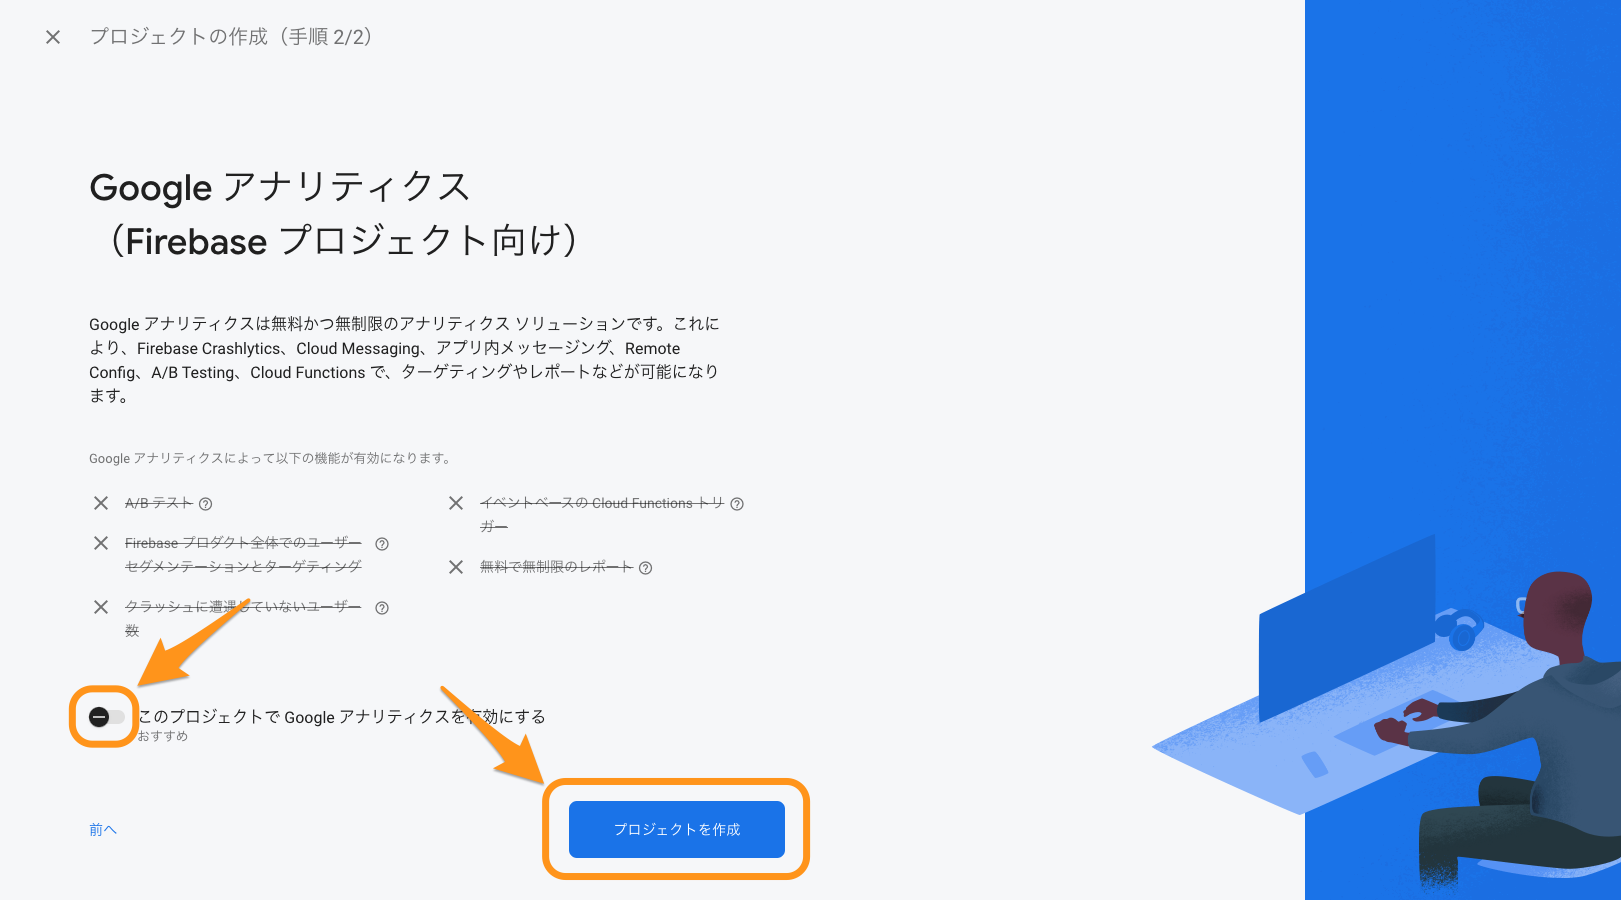 プロジェクトの作成（手順 2/2）
Google アナリティクス
（Firebase プロジェクト向け）
Google アナリティクスは無料かつ無制限のアナリティクス ソリューションです。これに
より、Firebase Crashlytics、Cloud Messaging、アプリ内メッセージング、Remote
Config、A/B Testing、Cloud Functions で、ターゲティングやレポートなどが可能になり
ます。
Google アナリティクスによって以下の機能が有効になります。
A/B テスト
Firebase プロダクト全体でのユーザー
セグメンテーションとターゲティング
クラッシュに遭遇していないユーザー
数
イベントベースの Cloud Functions トリ
ガー
無料で無制限のレポート
このプロジェクトで Google アナリティクスを有効にする
おすすめ
前へ
プロジェクトを作成